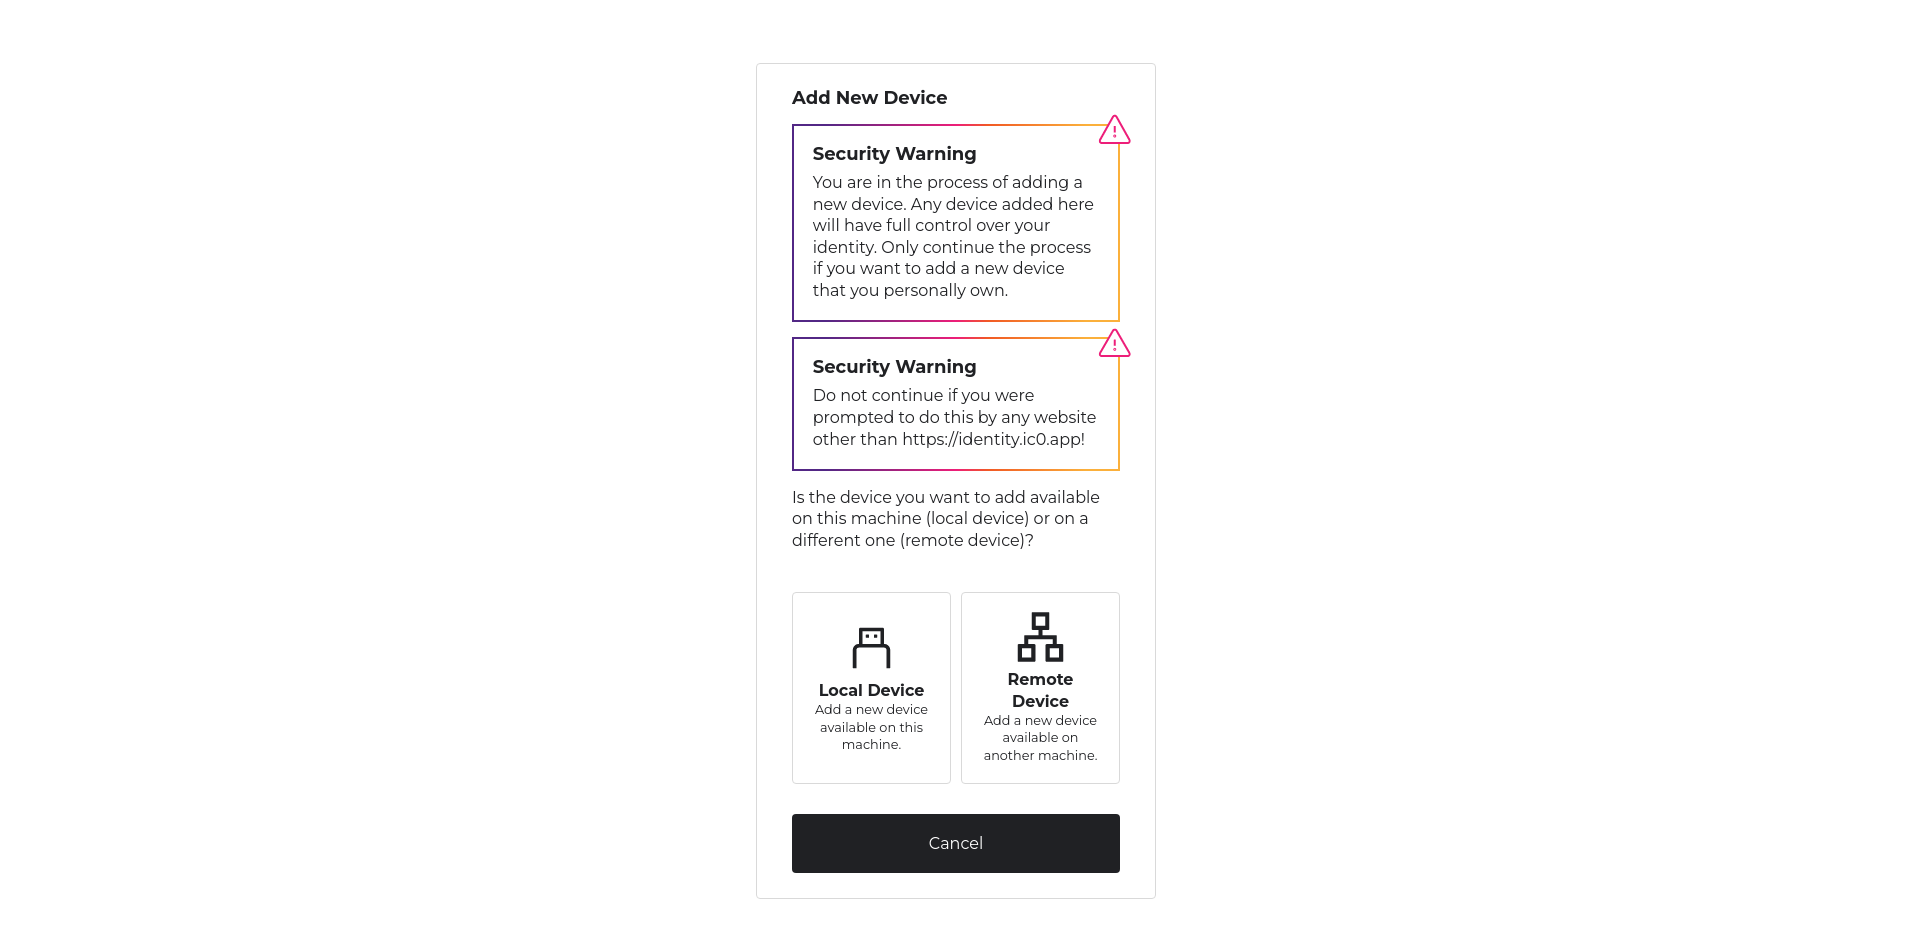 Add New Device
Security Warning
You are in the process of adding a
new device. Any device added here
will have full control over your
identity. Only continue the process
if you want to add a new device
that you personally own.
Security Warning
Do not continue if you were
prompted to do this by any website
other than https://identity.ic0.app!
Is the device you want to add available
on this machine (local device) or on a
different one (remote device)?
Local Device
Add a new device
available on this
machine.
Remote
Device
Add a new device
available on
another machine.
Cancel